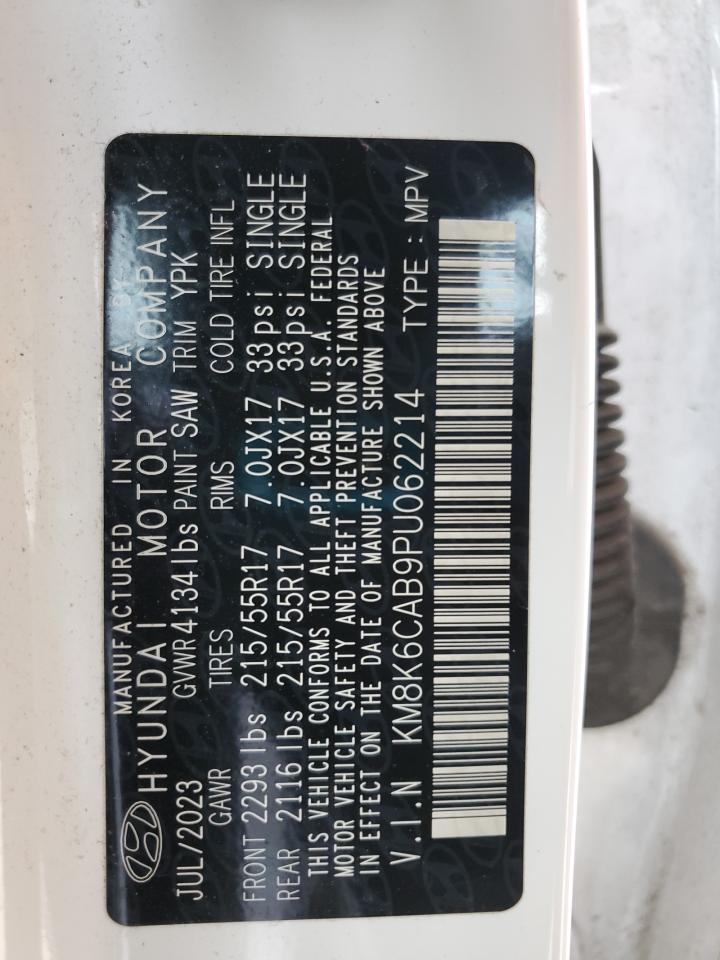 MANUFACTURED IN KOREA BY
HYUNDAI MOTOR COMPANY
JUL/2023 GVWR4134lbs PAINT SAW TRIM YPK
GAWR TIRES RIMS COLD TIRE INFL
FRONT 2293 lbs 215/55R17 7.0JX17 33psi SINGLE
REAR 2116 lbs 215/55R17 7.0JX17 33psi SINGLE
THIS VEHICLE CONFORMS TO ALL APPLICABLE U.S.A. FEDERAL
MOTOR VEHICLE SAFETY AND THEFT PREVENTION STANDARDS
IN EFFECT ON THE DATE OF MANUFACTURE SHOWN ABOVE
V.I.N KM8K6CAB9PU062214 TYPE : MPV